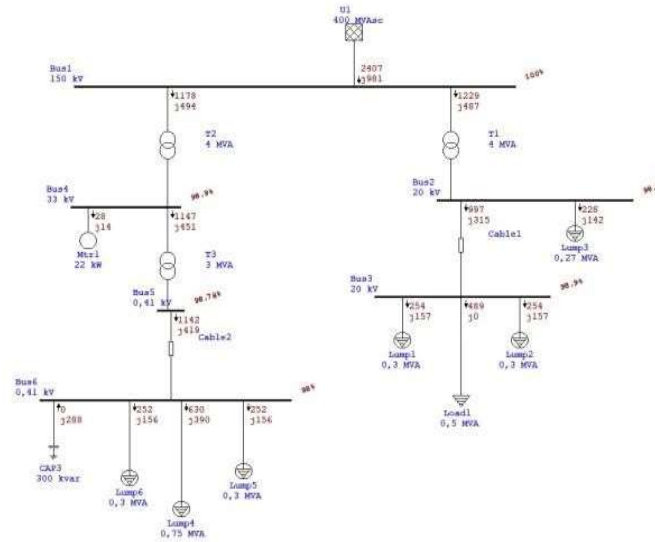 U1
400 MVAsc
2407
j981
Bus1
150 kV
100%
1178
j494
1229
j487
T2
4 MVA
T1
4 MVA
Bus4
33 kV
98.9%
Bus2
20 kV
28
j14
1147
j451
997
j315
226
j142
Mtr1
22 kW
T3
3 MVA
Cable1
Lump3
0,27 MVA
Bus5
0,41 kV
98.78%
Bus3
20 kV
98.9%
1142
j419
Cable2
254
j157
489
j0
254
j157
Lump1
0,3 MVA
Lump2
0,3 MVA
Bus6
0,41 kV
98%
0
j288
252
j156
630
j390
252
j156
Load1
0,5 MVA
CAP3
300 kvar
Lump6
0,3 MVA
Lump5
0,3 MVA
Lump4
0,75 MVA